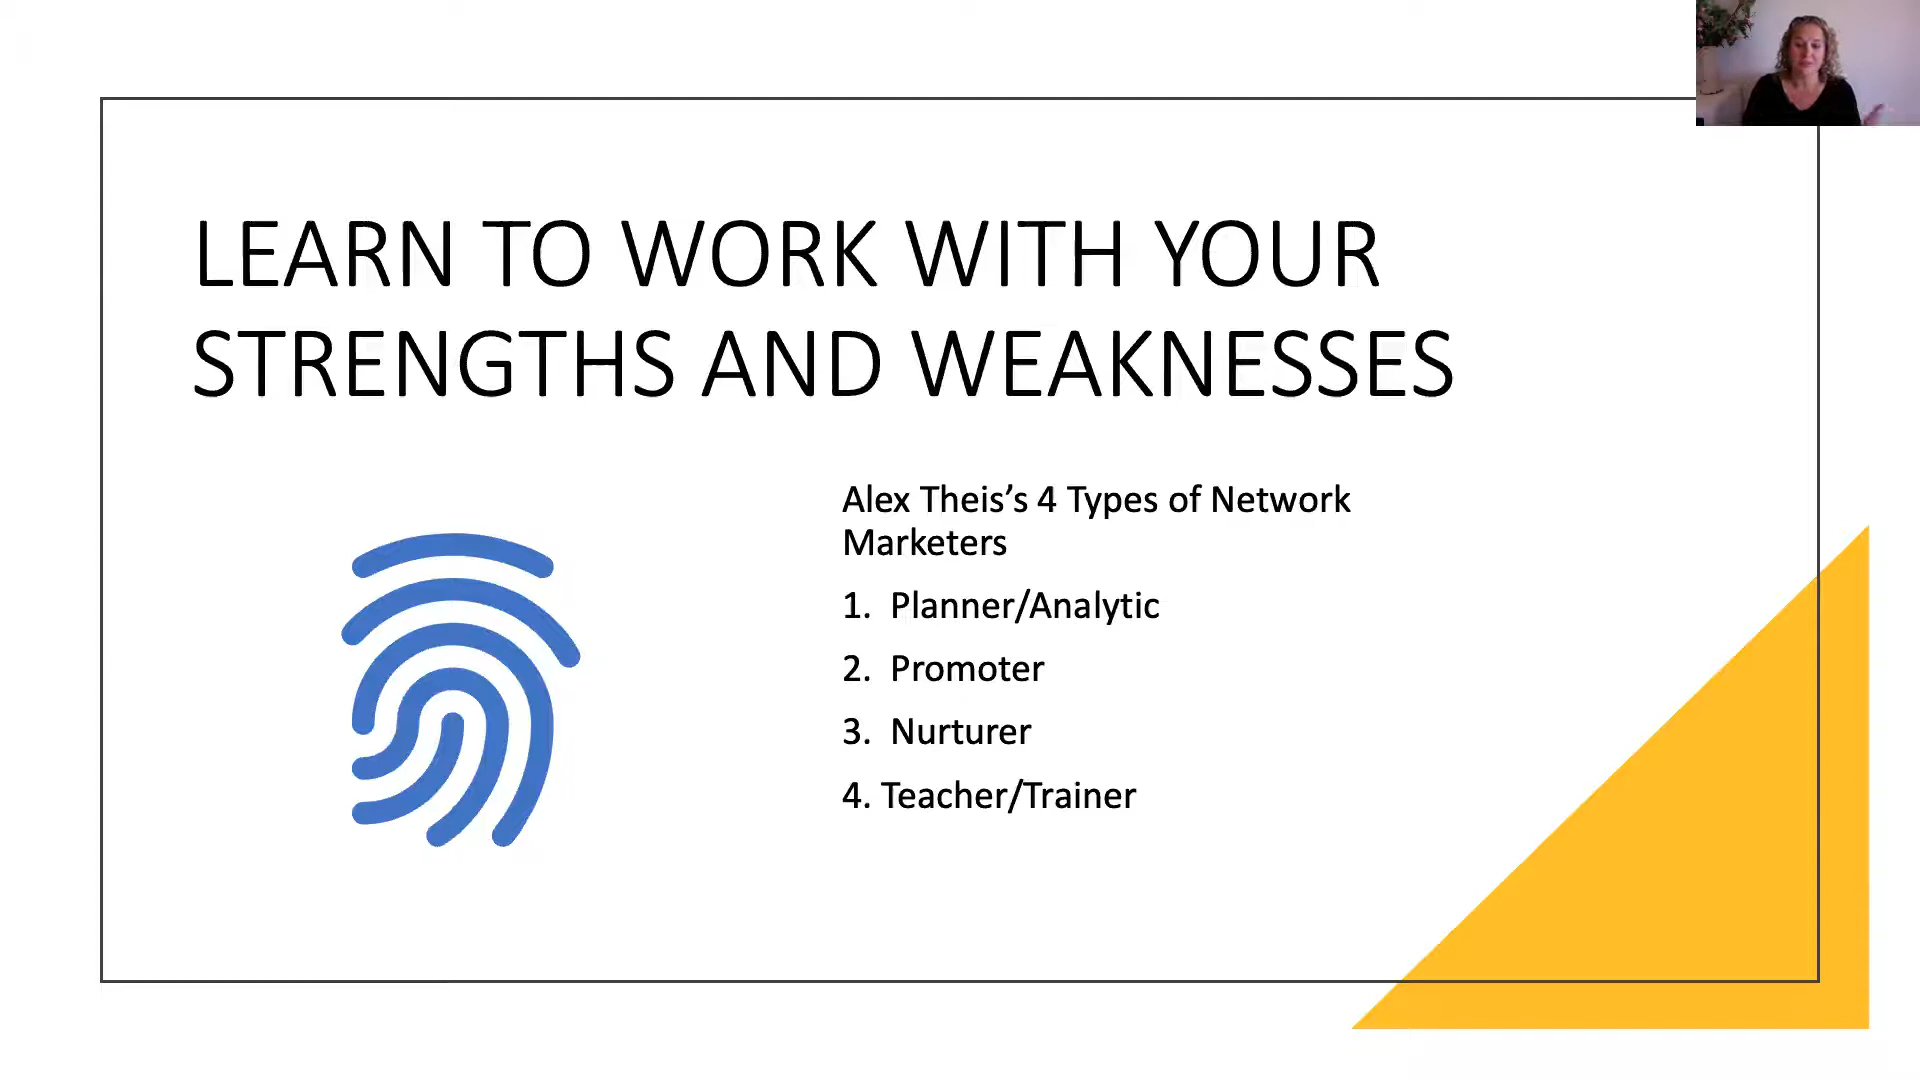 LEARN TO WORK WITH YOUR
STRENGTHS AND WEAKNESSES
Alex Theis’s 4 Types of Network
Marketers
1. Planner/Analytic
2. Promoter
3. Nurturer
4. Teacher/Trainer